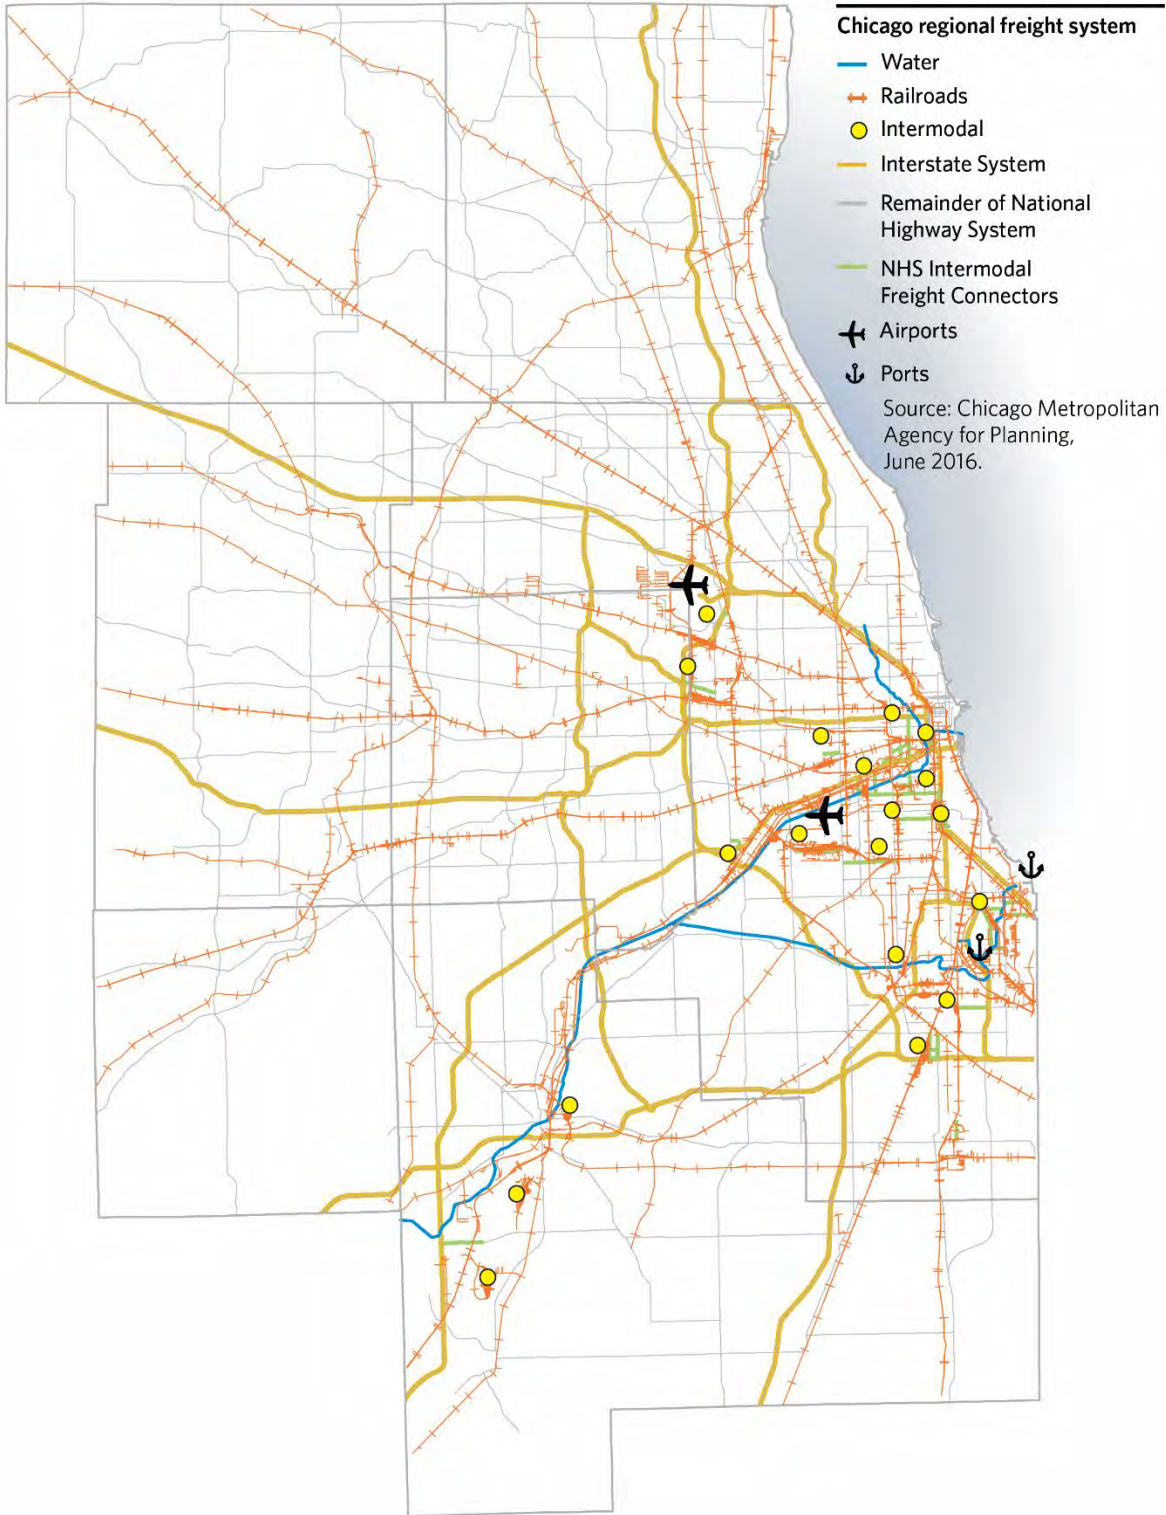 Chicago regional freight system
Water
Railroads
Intermodal
Interstate System
Remainder of National
Highway System
NHS Intermodal
Freight Connectors
Airports
Ports
Source: Chicago Metropolitan
Agency for Planning,
June 2016.